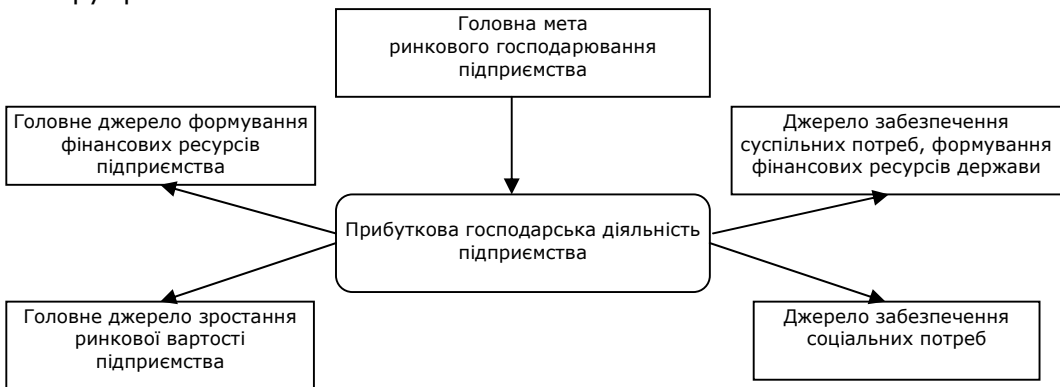 Головна мета
ринкового господарювання
підприємства
Головне джерело формування
фінансових ресурсів
підприємства
Джерело забезпечення
суспільних потреб, формування
фінансових ресурсів держави
Прибуткова господарська діяльність
підприємства
Головне джерело зростання
ринкової вартості
підприємства
Джерело забезпечення
соціальних потреб